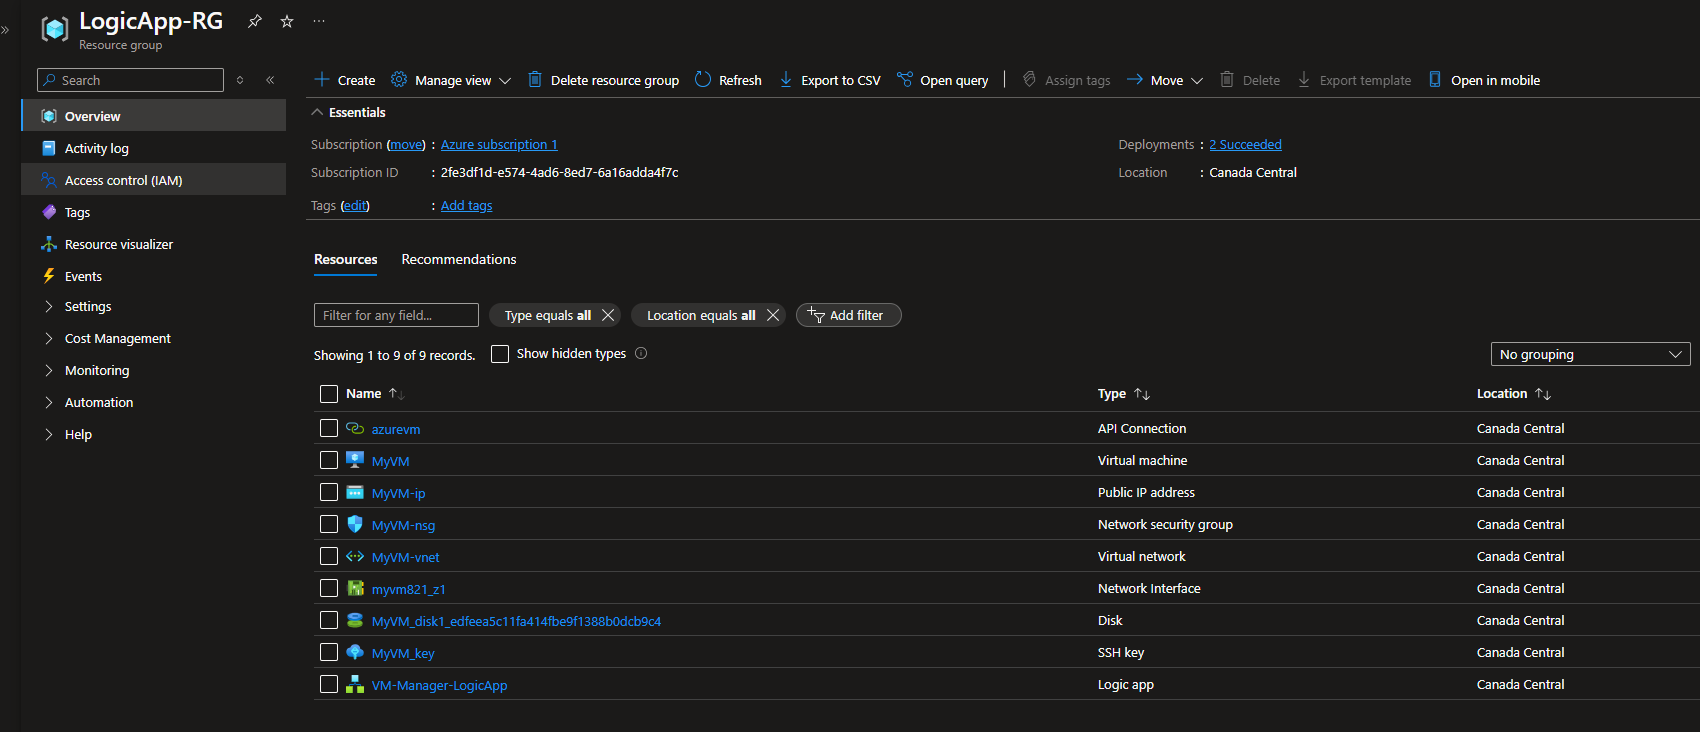 LogicApp-RG
Resource group
Search
Overview
Activity log
Access control (IAM)
Tags
Resource visualizer
Events
Settings
Cost Management
Monitoring
Automation
Help
Create Manage view Delete resource group Refresh Export to CSV Open query Assign tags Move Delete Export template Open in mobile
Essentials
Subscription (move) : Azure subscription 1
Subscription ID : 2fe3df1d-e574-4ad6-8ed7-6a16adda4f7c
Tags (edit) : Add tags
Deployments : 2 Succeeded
Location : Canada Central
Resources Recommendations
Filter for any field... Type equals all Location equals all Add filter
Showing 1 to 9 of 9 records. Show hidden types No grouping
Name Type Location
azurevm API Connection Canada Central
MyVM Virtual machine Canada Central
MyVM-ip Public IP address Canada Central
MyVM-nsg Network security group Canada Central
MyVM-vnet Virtual network Canada Central
myvm821_z1 Network Interface Canada Central
MyVM_disk1_edfeea5c11fa414fbe9f1388b0dcb9c4 Disk Canada Central
MyVM_key SSH key Canada Central
VM-Manager-LogicApp Logic app Canada Central